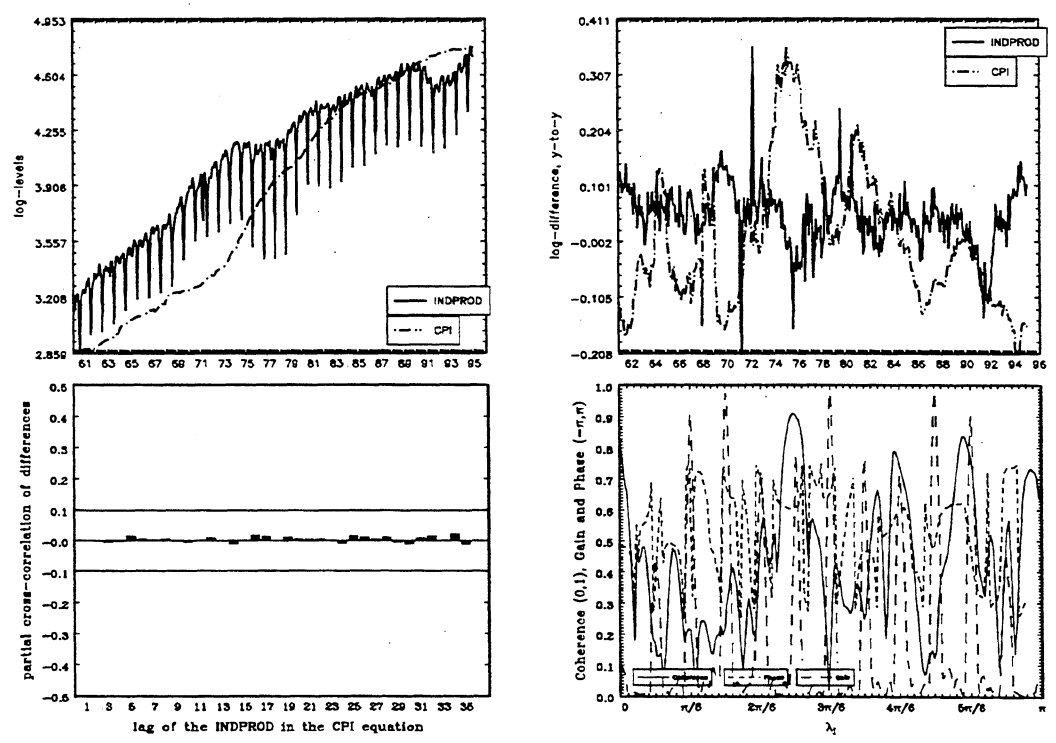 4.953
4.604
4.255
3.906
3.557
3.208
2.859
log-levels
INDPROD
CPI
61 63 65 67 69 71 73 75 77 79 81 83 85 87 89 91 93 95
0.411
0.307
0.204
0.101
-0.002
-0.105
-0.208
log-difference, y-to-y
INDPROD
CPI
62 64 66 68 70 72 74 76 78 80 82 84 86 88 90 92 94 96
0.5
0.4
0.3
0.2
0.1
-0.0
-0.1
-0.2
-0.3
-0.4
-0.5
partial cross-correlation of differences
1 3 5 7 9 11 13 15 17 19 21 23 25 27 29 31 33 35
lag of the INDPROD in the CPI equation
1.0
0.9
0.8
0.7
0.6
0.5
0.4
0.3
0.2
0.1
0.0
Coherence (0,1), Gain and Phase (-π,π)
Phase
Gain
0 π/6 2π/6 3π/6 4π/6 5π/6 π